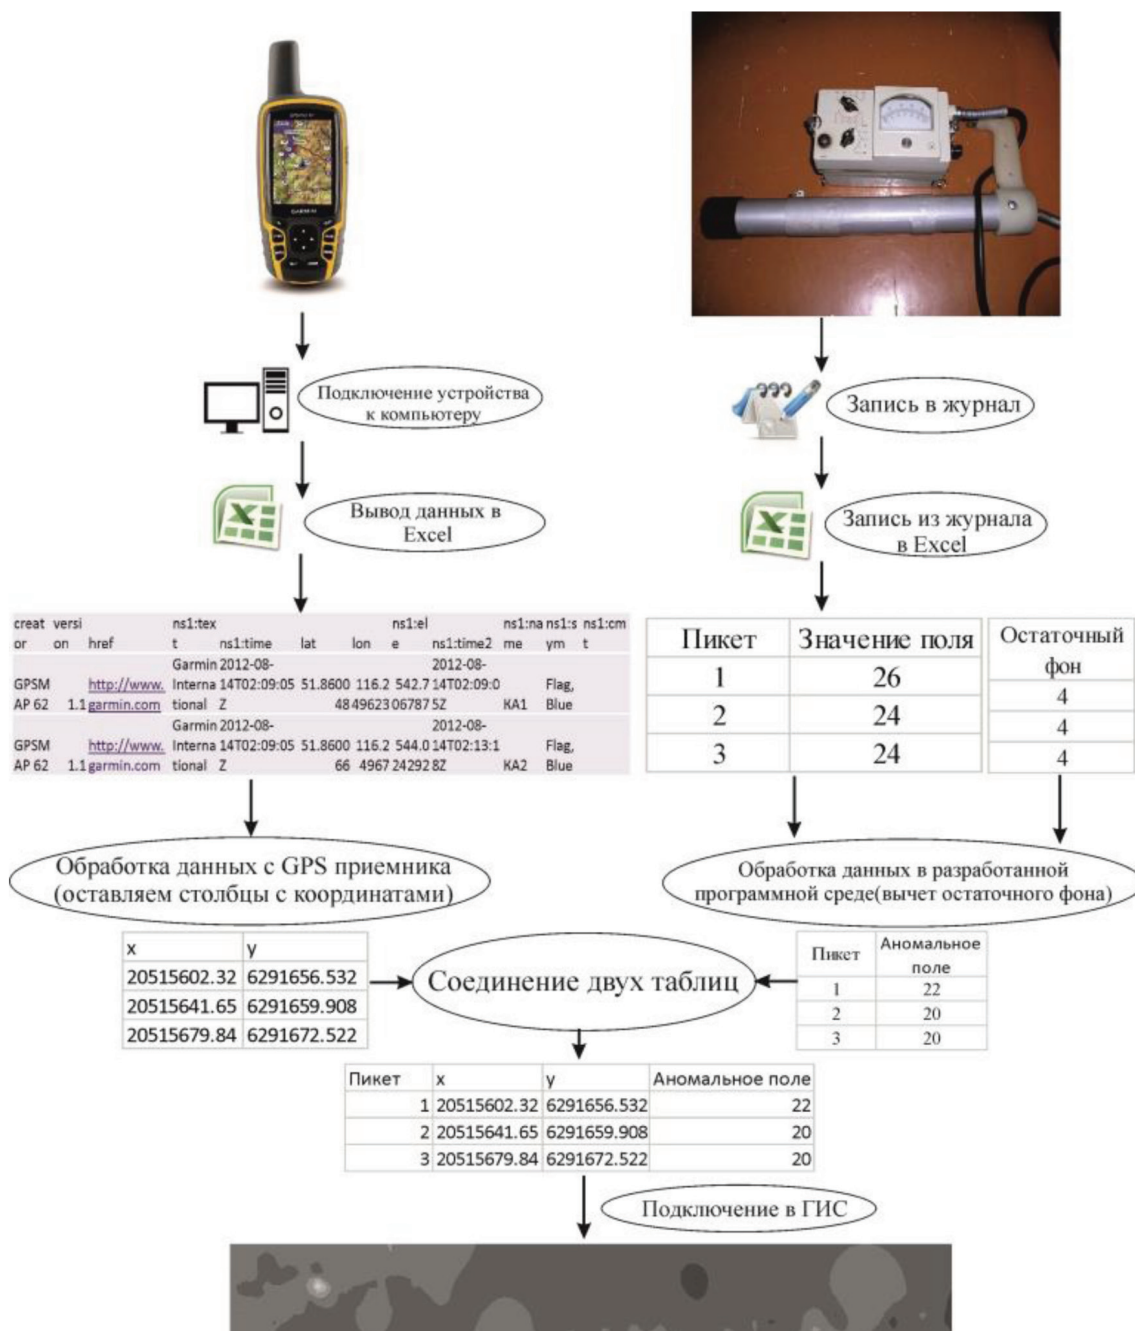 GARMIN
Подключение устройства
к компьютеру
Запись в журнал
Вывод данных в
Excel
Запись из журнала
в Excel
creat versi ns1:tex ns1:el ns1:na ns1:s ns1:cm
or on href t ns1:time lat lon e ns1:time2 me ym t
Garmin 2012-08- 2012-08-
GPSM http://www. Interna 14T02:09:05 51.8600 116.2 542.7 14T02:09:0 Flag,
AP 62 1.1 garmin.com tional Z 48 49623 06787 5Z KA1 Blue
Garmin 2012-08- 2012-08-
GPSM http://www. Interna 14T02:09:05 51.8600 116.2 544.0 14T02:13:1 Flag,
AP 62 1.1 garmin.com tional Z 66 4967 24292 8Z KA2 Blue
Пикет Значение поля
1 26
2 24
3 24
Остаточный
фон
4
4
4
Обработка данных с GPS приемника
(оставляем столбцы с координатами)
Обработка данных в разработанной
программной среде(вычет остаточного фона)
x y
20515602.32 6291656.532
20515641.65 6291659.908
20515679.84 6291672.522
Соединение двух таблиц
Пикет Аномальное
поле
1 22
2 20
3 20
Пикет x y Аномальное поле
1 20515602.32 6291656.532 22
2 20515641.65 6291659.908 20
3 20515679.84 6291672.522 20
Подключение в ГИС